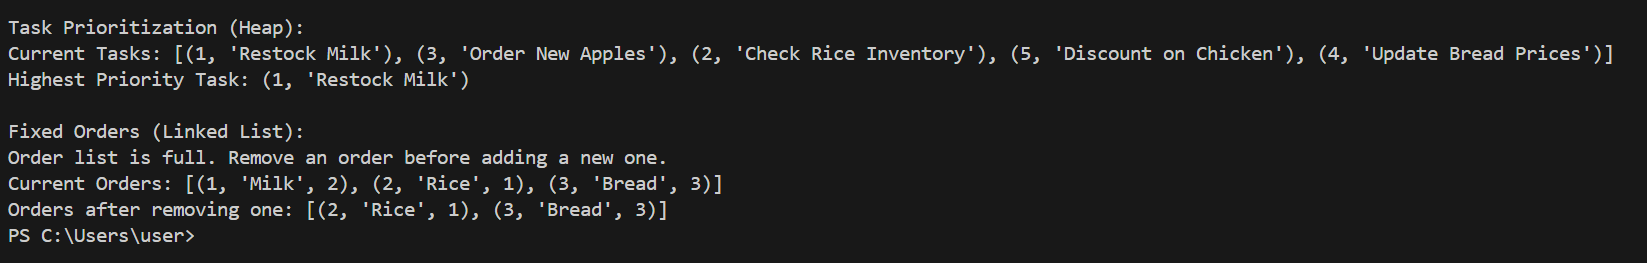 Task Prioritization (Heap):
Current Tasks: [(1, 'Restock Milk'), (3, 'Order New Apples'), (2, 'Check Rice Inventory'), (5, 'Discount on Chicken'), (4, 'Update Bread Prices')]
Highest Priority Task: (1, 'Restock Milk')
Fixed Orders (Linked List):
Order list is full. Remove an order before adding a new one.
Current Orders: [(1, 'Milk', 2), (2, 'Rice', 1), (3, 'Bread', 3)]
Orders after removing one: [(2, 'Rice', 1), (3, 'Bread', 3)]
PS C:\Users\user>